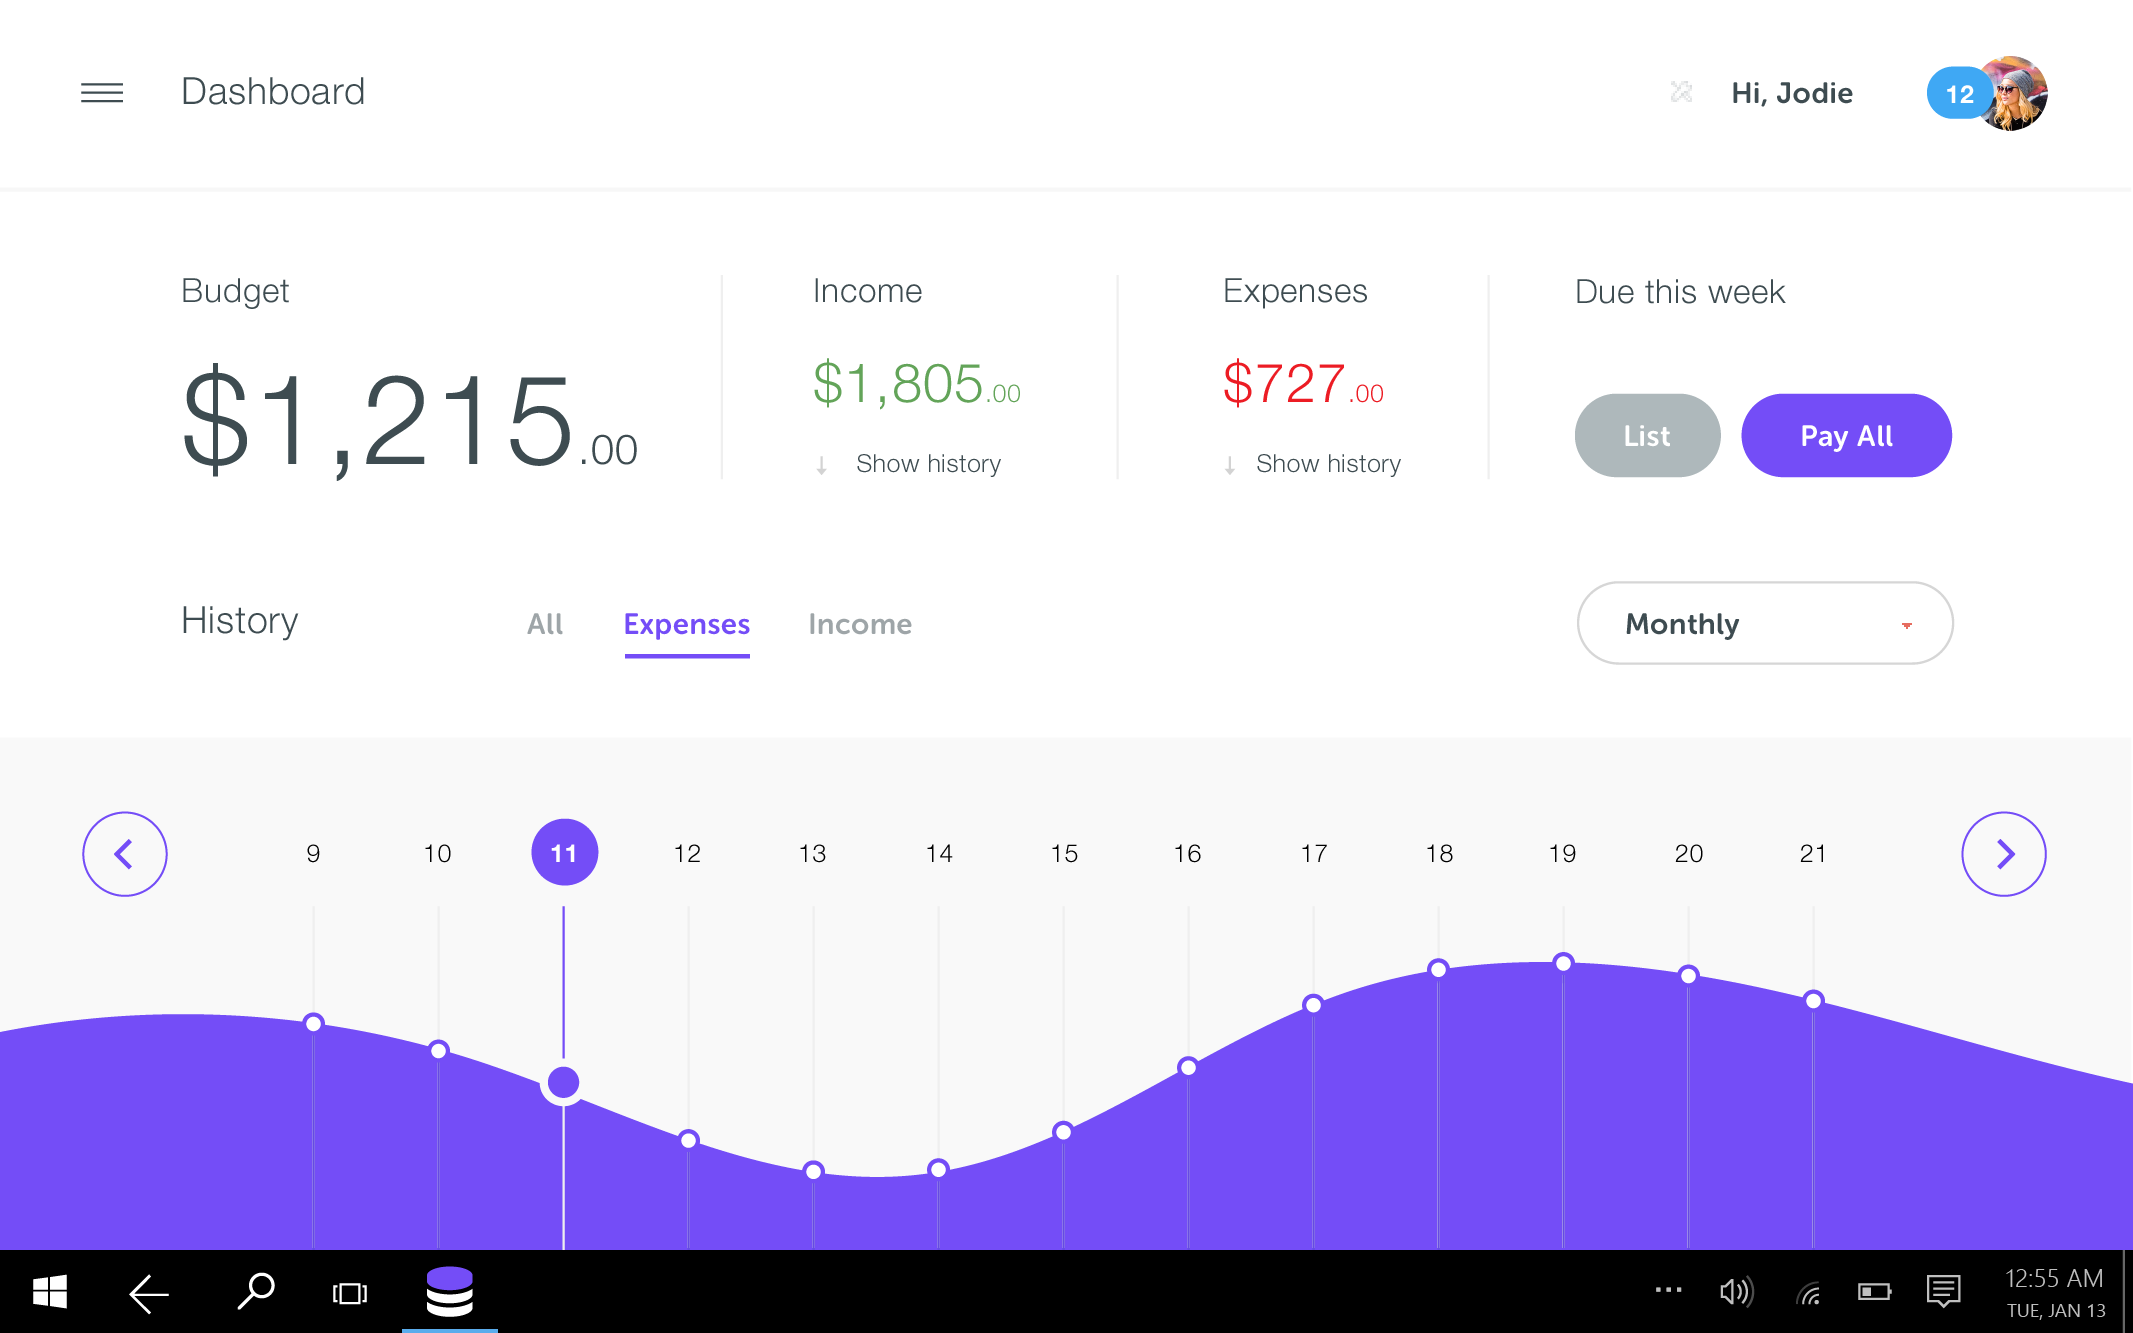 Dashboard
Hi, Jodie
12
Budget
$1,215.00
Income
$1,805.00
Show history
Expenses
$727.00
Show history
Due this week
List
Pay All
History
All
Expenses
Income
Monthly
9 10 11 12 13 14 15 16 17 18 19 20 21
12:55 AM
TUE, JAN 13